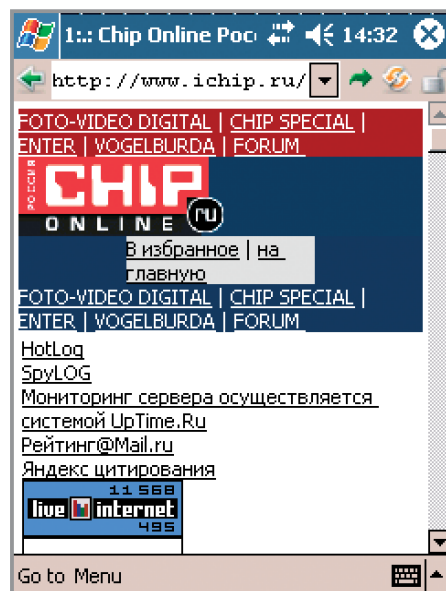 1:.: Chip Online Рос 14:32
http://www.ichip.ru/
FOTO-VIDEO DIGITAL | CHIP SPECIAL |
ENTER | VOGELBURDA | FORUM
РОССИЯ
CHIP
ONLINE ru
В избранное | на
главную
FOTO-VIDEO DIGITAL | CHIP SPECIAL |
ENTER | VOGELBURDA | FORUM
HotLog
SpyLOG
Мониторинг сервера осуществляется
системой UpTime.Ru
Рейтинг@Mail.ru
Яндекс цитирования
11 568
live internet
495
Go to Menu